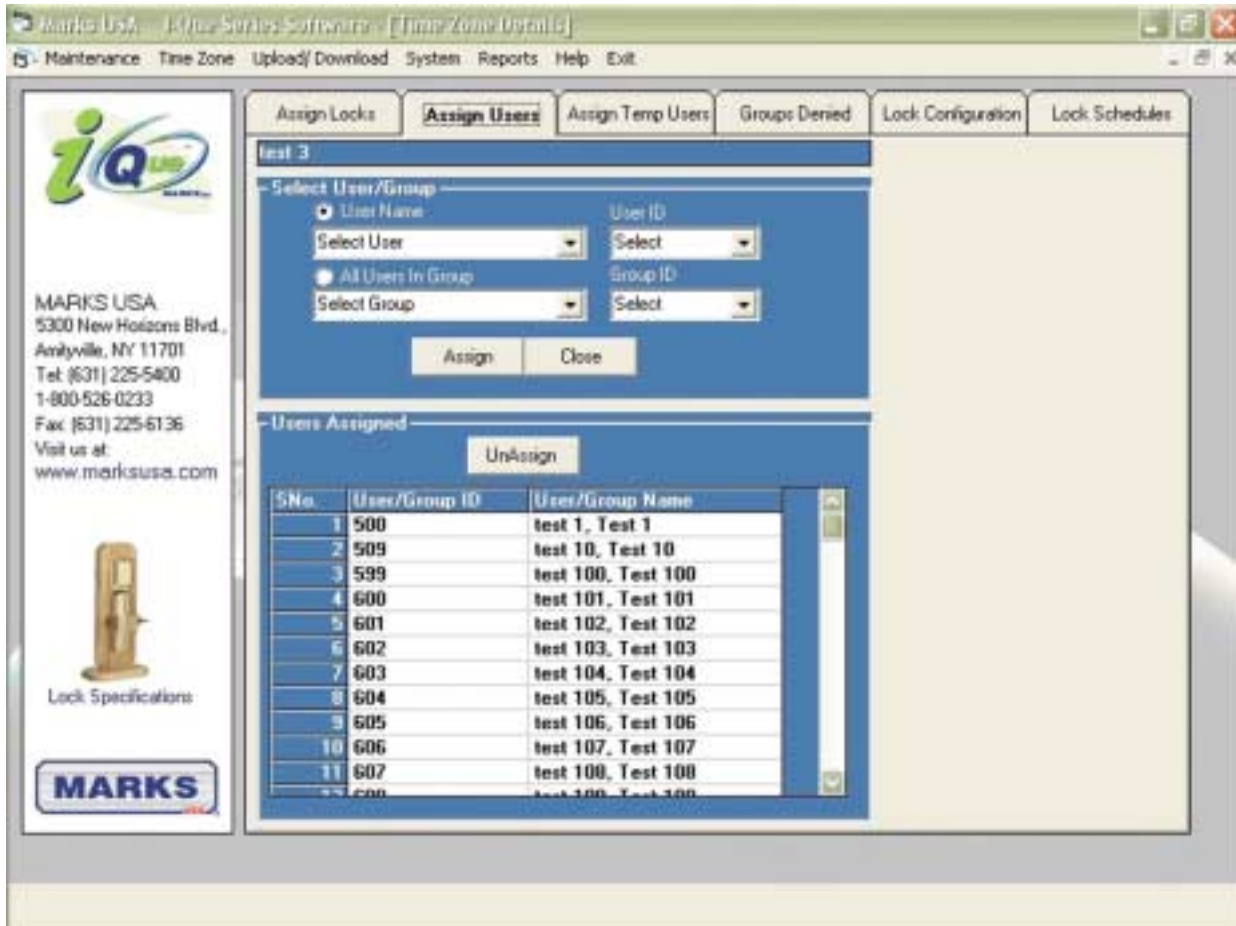 Marks USA - I-Que Series Software - [Time Zone Details]
Maintenance Time Zone Upload/ Download System Reports Help Exit
Assign Locks Assign Users Assign Temp Users Groups Denied Lock Configuration Lock Schedules
iQue
MARKS USA
5300 New Horizons Blvd.,
Amityville, NY 11701
Tel: (631) 225-5400
1-800-526-0233
Fax: (631) 225-6136
Visit us at:
www.marksusa.com
Lock Specifications
MARKS
USA
test 3
Select User/Group
User Name User ID
Select User Select
All Users In Group Group ID
Select Group Select
Assign Close
Users Assigned
UnAssign
SNo. User/Group ID User/Group Name
1 500 test 1, Test 1
2 509 test 10, Test 10
3 599 test 100, Test 100
4 600 test 101, Test 101
5 601 test 102, Test 102
6 602 test 103, Test 103
7 603 test 104, Test 104
8 604 test 105, Test 105
9 605 test 106, Test 106
10 606 test 107, Test 107
11 607 test 108, Test 108